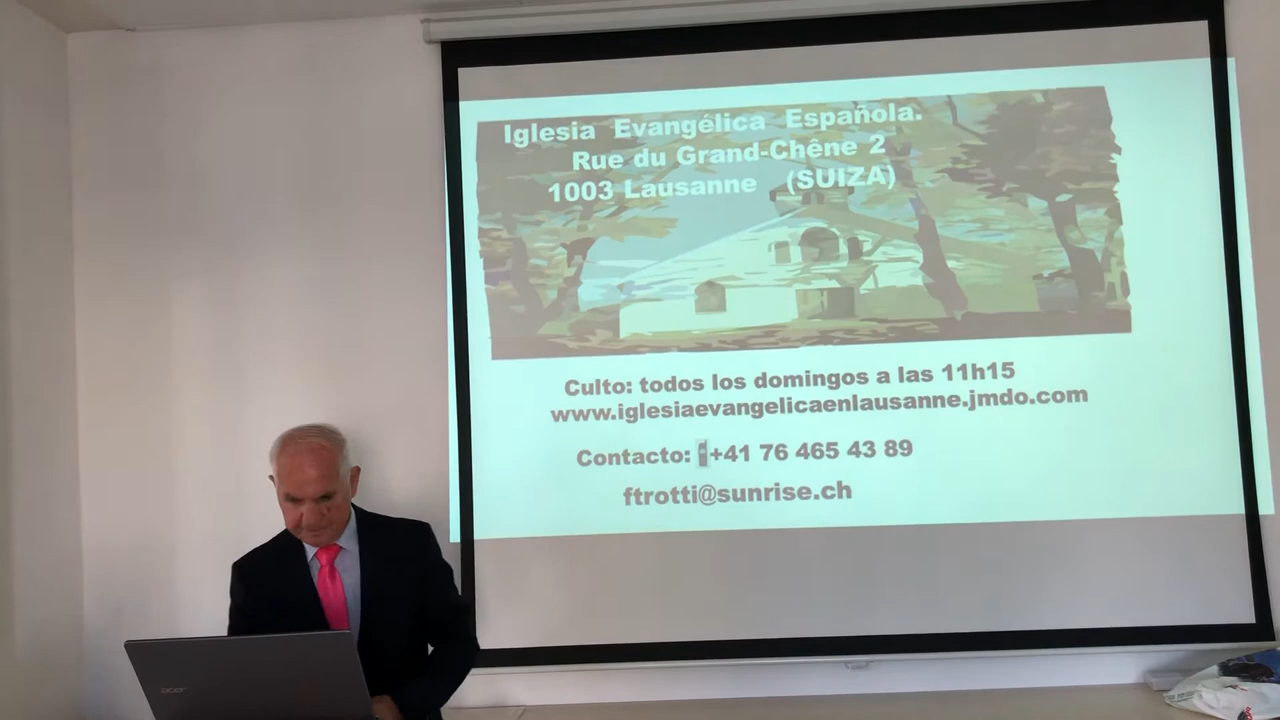 Iglesia Evangélica Española.
Rue du Grand-Chêne 2
1003 Lausanne (SUIZA)
Culto: todos los domingos a las 11h15
www.iglesiaevangelicaenlausanne.jmdo.com
Contacto: +41 76 465 43 89
ftrotti@sunrise.ch
acer